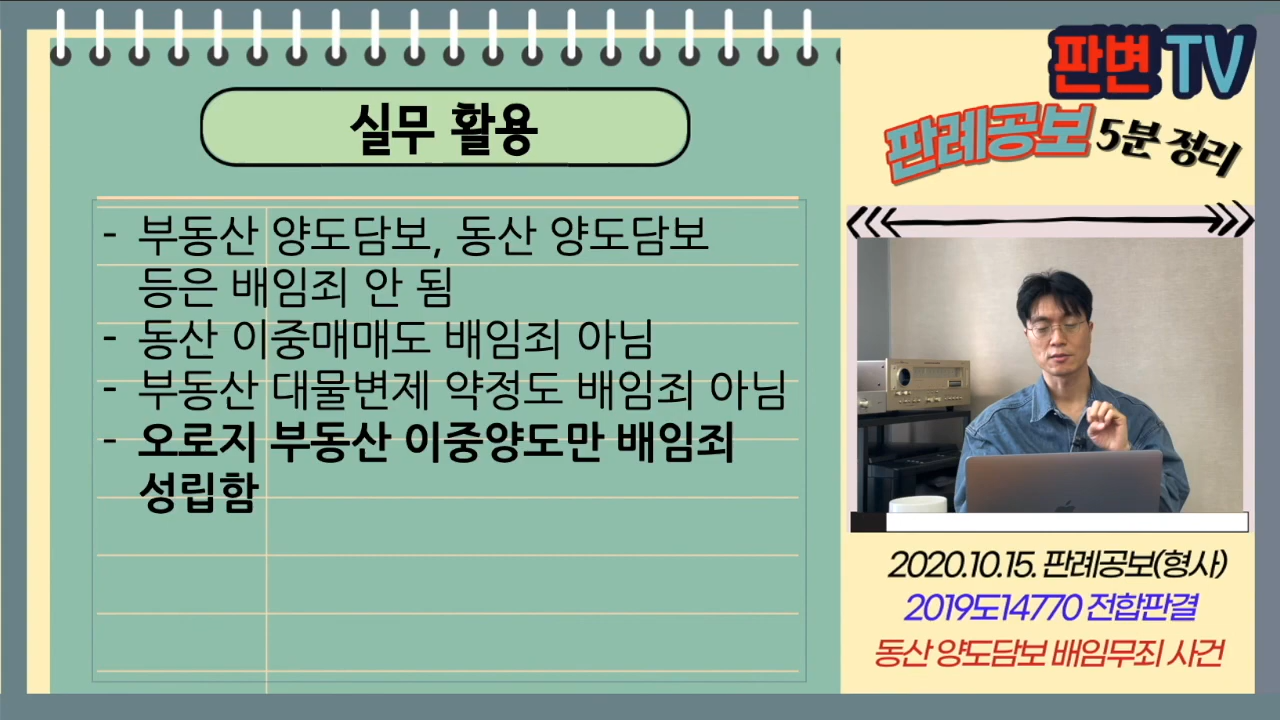 실무 활용
- 부동산 양도담보, 동산 양도담보
등은 배임죄 안 됨
- 동산 이중매매도 배임죄 아님
- 부동산 대물변제 약정도 배임죄 아님
- 오로지 부동산 이중양도만 배임죄
성립함
판변 TV
판례공보 5분 정리
2020.10.15. 판례공보(형사)
2019도14770 전합판결
동산 양도담보 배임무죄 사건